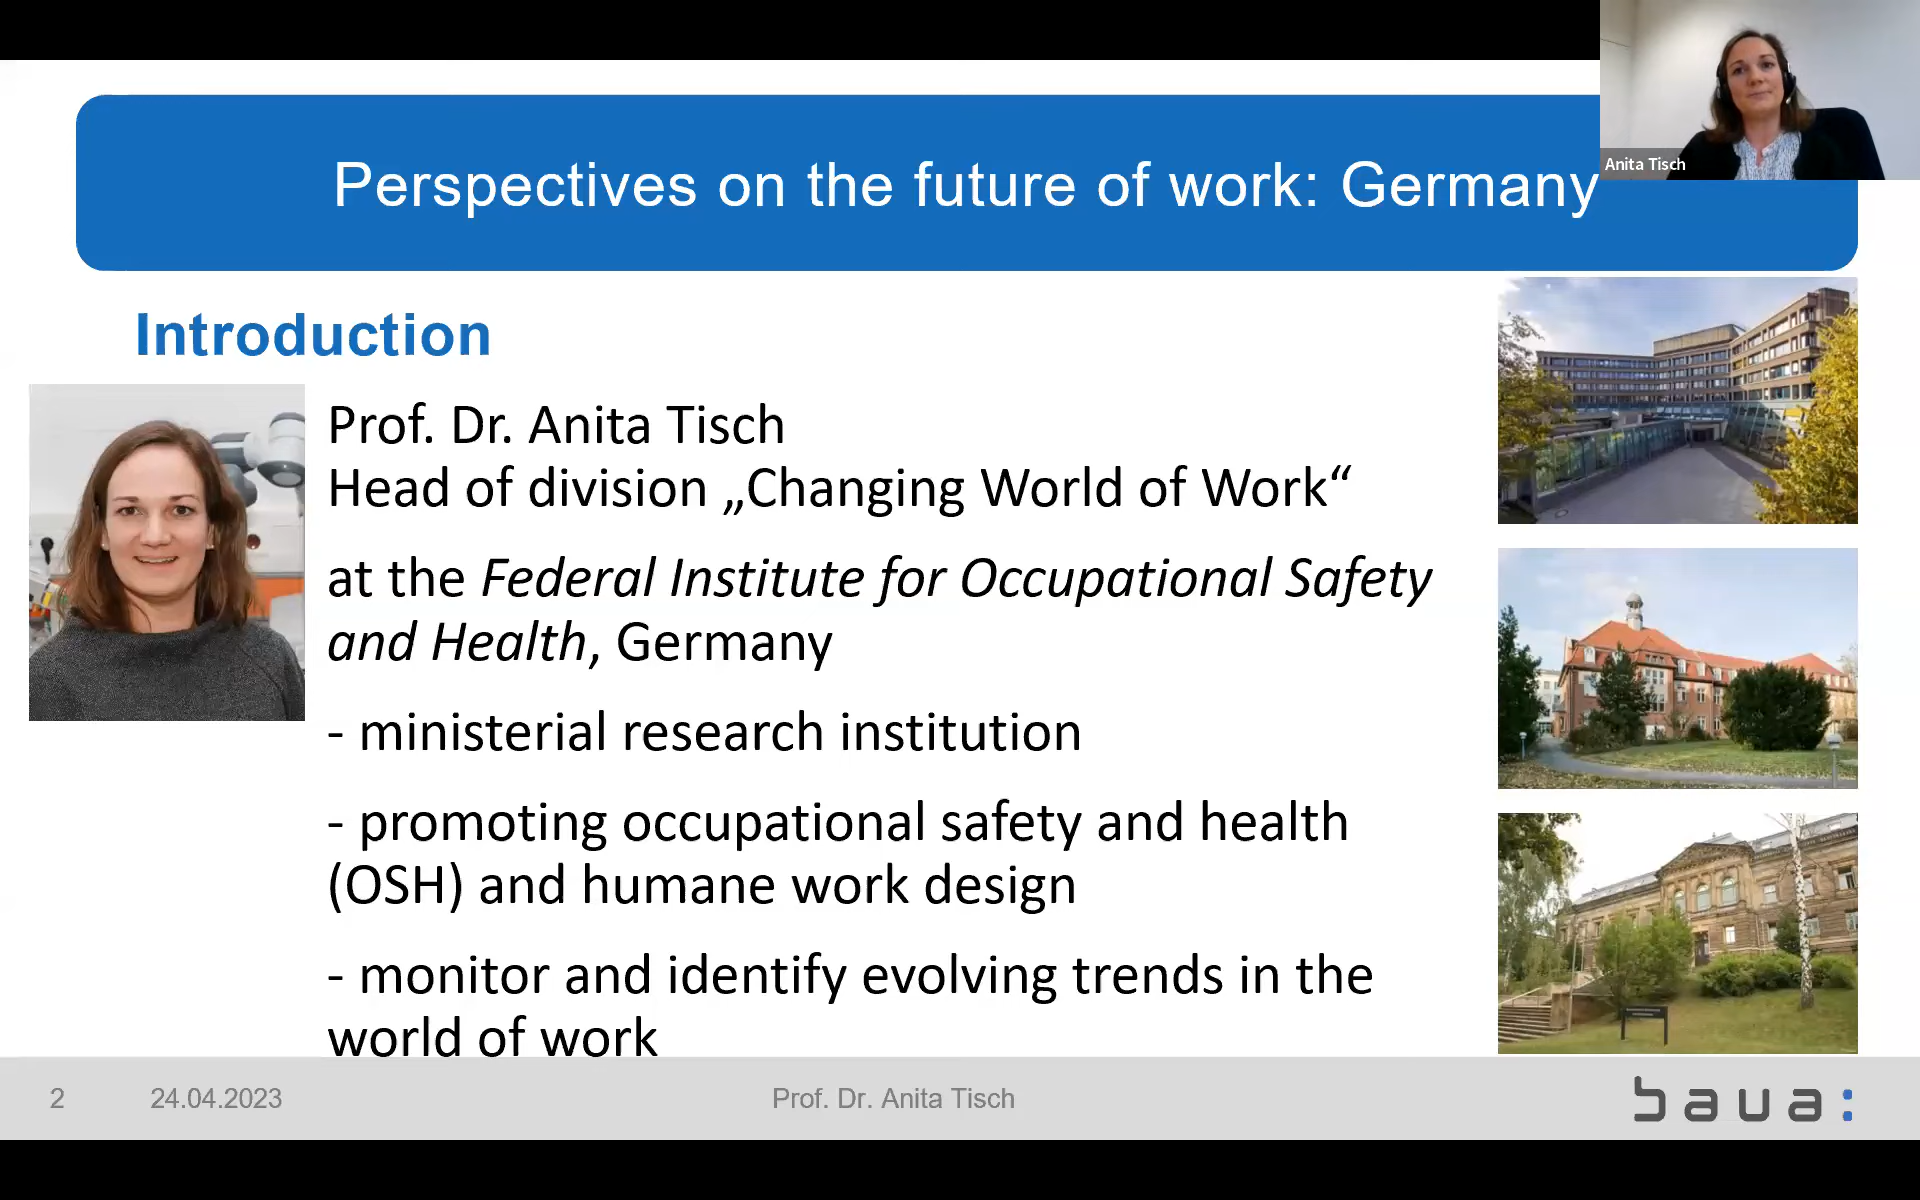 Anita Tisch
Perspectives on the future of work: Germany
Introduction
Prof. Dr. Anita Tisch
Head of division „Changing World of Work“
at the Federal Institute for Occupational Safety
and Health, Germany
- ministerial research institution
- promoting occupational safety and health
(OSH) and humane work design
- monitor and identify evolving trends in the
world of work
2
24.04.2023
Prof. Dr. Anita Tisch
baua: